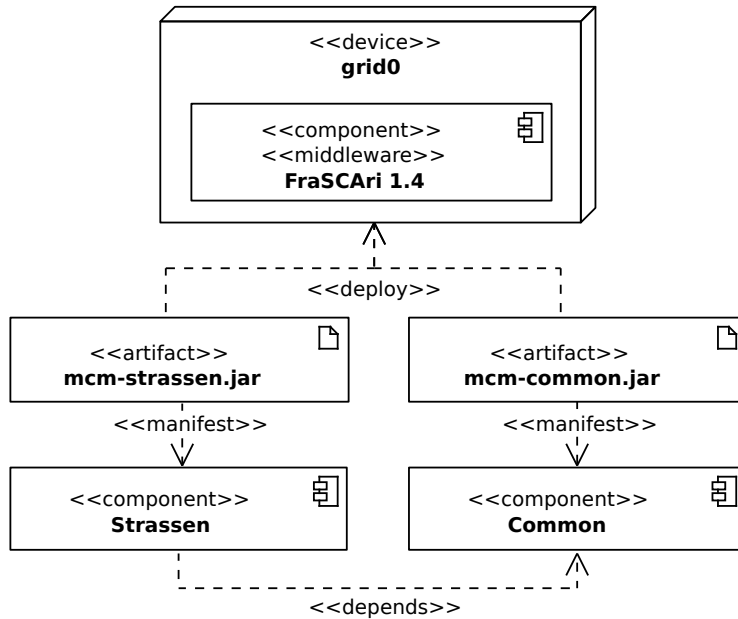 <<device>>
grid0
<<component>>
<<middleware>>
FraSCAri 1.4
<<deploy>>
<<artifact>>
mcm-strassen.jar
<<artifact>>
mcm-common.jar
<<manifest>>
<<manifest>>
<<component>>
Strassen
<<component>>
Common
<<depends>>